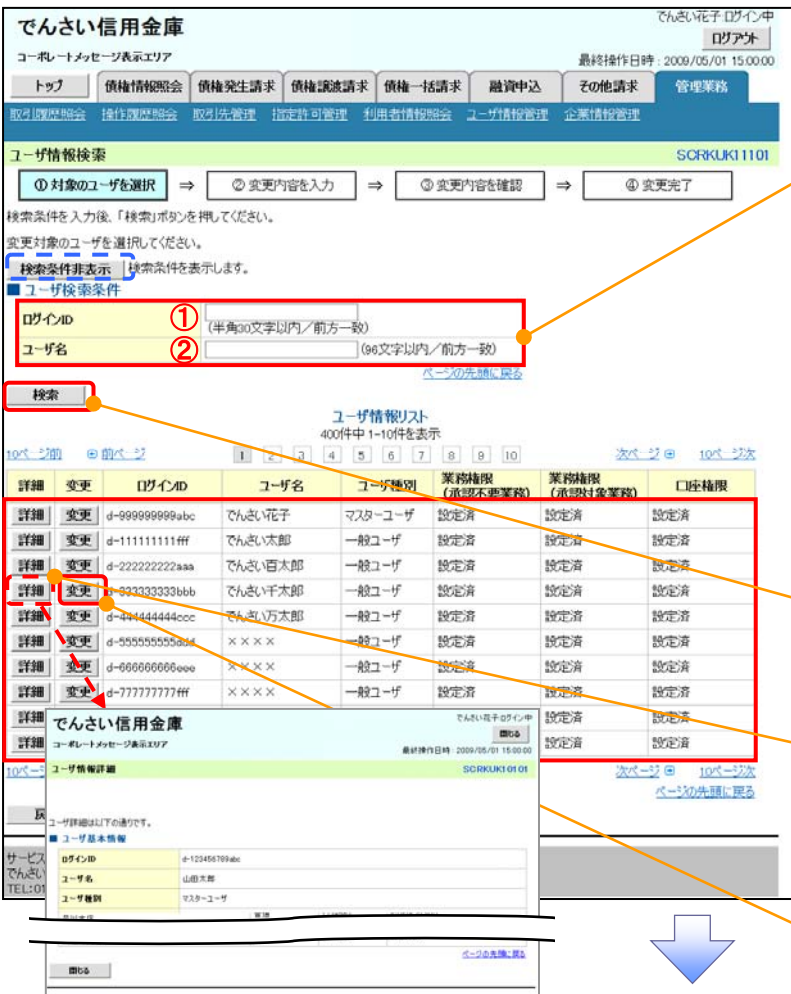 でんさい信用金庫
でんさい花子 ログイン中
ログアウト
コーポレートメッセージ表示エリア
最終操作日時 : 2009/05/01 15:00:00
トップ 債権情報照会 債権発生請求 債権譲渡請求 債権一括請求 融資申込 その他請求 管理業務
取引履歴照会 操作履歴照会 取引先管理 指定許可管理 利用者情報照会 ユーザ情報管理 企業情報管理
ユーザ情報検索 SCRKUK11101
① 対象のユーザを選択 ⇒ ② 変更内容を入力 ⇒ ③ 変更内容を確認 ⇒ ④ 変更完了
検索条件を入力後、「検索」ボタンを押してください。
変更対象のユーザを選択してください。
検索条件非表示 検索条件を表示します。
■ ユーザ検索条件
ログインID ① (半角30文字以内／前方一致)
ユーザ名 ② (96文字以内／前方一致)
ページの先頭に戻る
検索
ユーザ情報リスト
400件中 1-10件を表示
10ページ前 前ページ 1 2 3 4 5 6 7 8 9 10 次ページ 10ページ次
詳細 変更 ログインID ユーザ名 ユーザ種別 業務権限(承認不要業務) 業務権限(承認対象業務) 口座権限
詳細 変更 d-999999999abc でんさい花子 マスターユーザ 設定済 設定済 設定済
詳細 変更 d-111111111fff でんさい太郎 一般ユーザ 設定済 設定済 設定済
詳細 変更 d-222222222aaa でんさい百太郎 一般ユーザ 設定済 設定済 設定済
詳細 変更 d-333333333bbb でんさい千太郎 一般ユーザ 設定済 設定済 設定済
詳細 変更 d-444444444ccc でんさい万太郎 一般ユーザ 設定済 設定済 設定済
詳細 変更 d-555555555ddd ×××× 一般ユーザ 設定済 設定済 設定済
詳細 変更 d-666666666eee ×××× 一般ユーザ 設定済 設定済 設定済
詳細 変更 d-777777777fff ×××× 一般ユーザ 設定済 設定済 設定済
詳細 設定済 設定済
詳細 設定済 設定済
次ページ 10ページ次
ページの先頭に戻る
でんさい信用金庫
でんさい花子 ログイン中
閉じる
コーポレートメッセージ表示エリア
最終操作日時 : 2009/05/01 15:00:00
ユーザ情報詳細 SCRKUK10101
ユーザ詳細は以下の通りです。
■ ユーザ基本情報
ログインID d-123456789abc
ユーザ名 山田太郎
ユーザ種別 マスターユーザ
ページの先頭に戻る
閉じる
サービス
でんさい
TEL:01